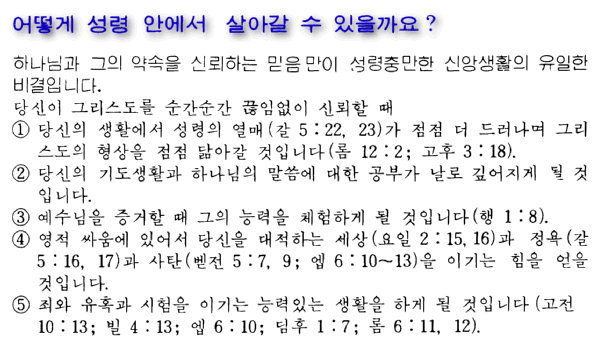 어떻게 성령 안에서 살아갈 수 있을까요?
하나님과 그의 약속을 신뢰하는 믿음만이 성령충만한 신앙생활의 유일한
비결입니다.
당신이 그리스도를 순간순간 끊임없이 신뢰할 때
① 당신의 생활에서 성령의 열매(갈 5:22, 23)가 점점 더 드러나며 그리
스도의 형상을 점점 닮아갈 것입니다(롬 12:2; 고후 3:18).
② 당신의 기도생활과 하나님의 말씀에 대한 공부가 날로 깊어지게 될 것
입니다.
③ 예수님을 증거할 때 그의 능력을 체험하게 될 것입니다(행 1:8).
④ 영적 싸움에 있어서 당신을 대적하는 세상(요일 2:15, 16)과 정욕(갈
5:16, 17)과 사탄(벧전 5:7, 9; 엡 6:10~13)을 이기는 힘을 얻을
것입니다.
⑤ 죄와 유혹과 시험을 이기는 능력있는 생활을 하게 될 것입니다(고전
10:13; 빌 4:13; 엡 6:10; 딤후 1:7; 롬 6:11, 12).